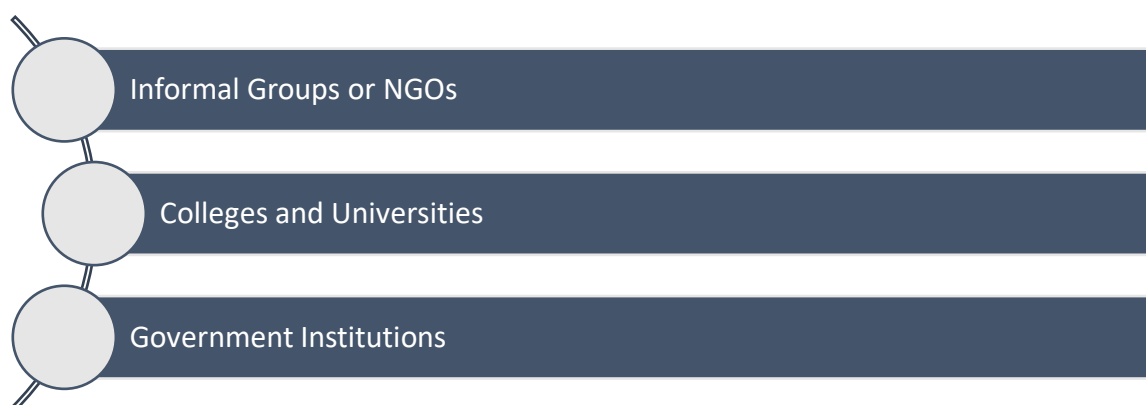 Informal Groups or NGOs
Colleges and Universities
Government Institutions